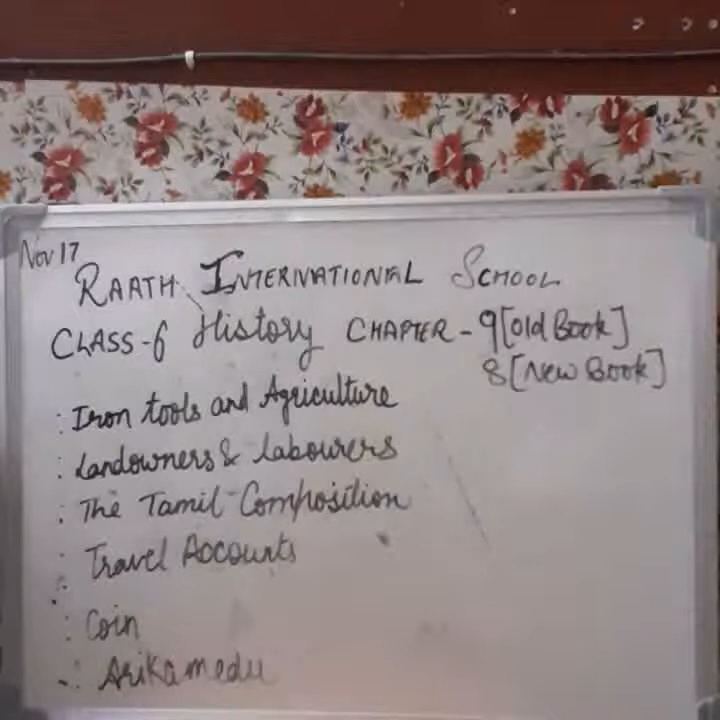 Nov 17
RAATH INTERNATIONAL SCHOOL
CLASS-6 History CHAPTER - 9 [Old Book]
8 [New Book]
: Iron tools and Agriculture
: Landowners & Labourers
: The Tamil Composition
: Travel Accounts
: Coin
: Arikamedu